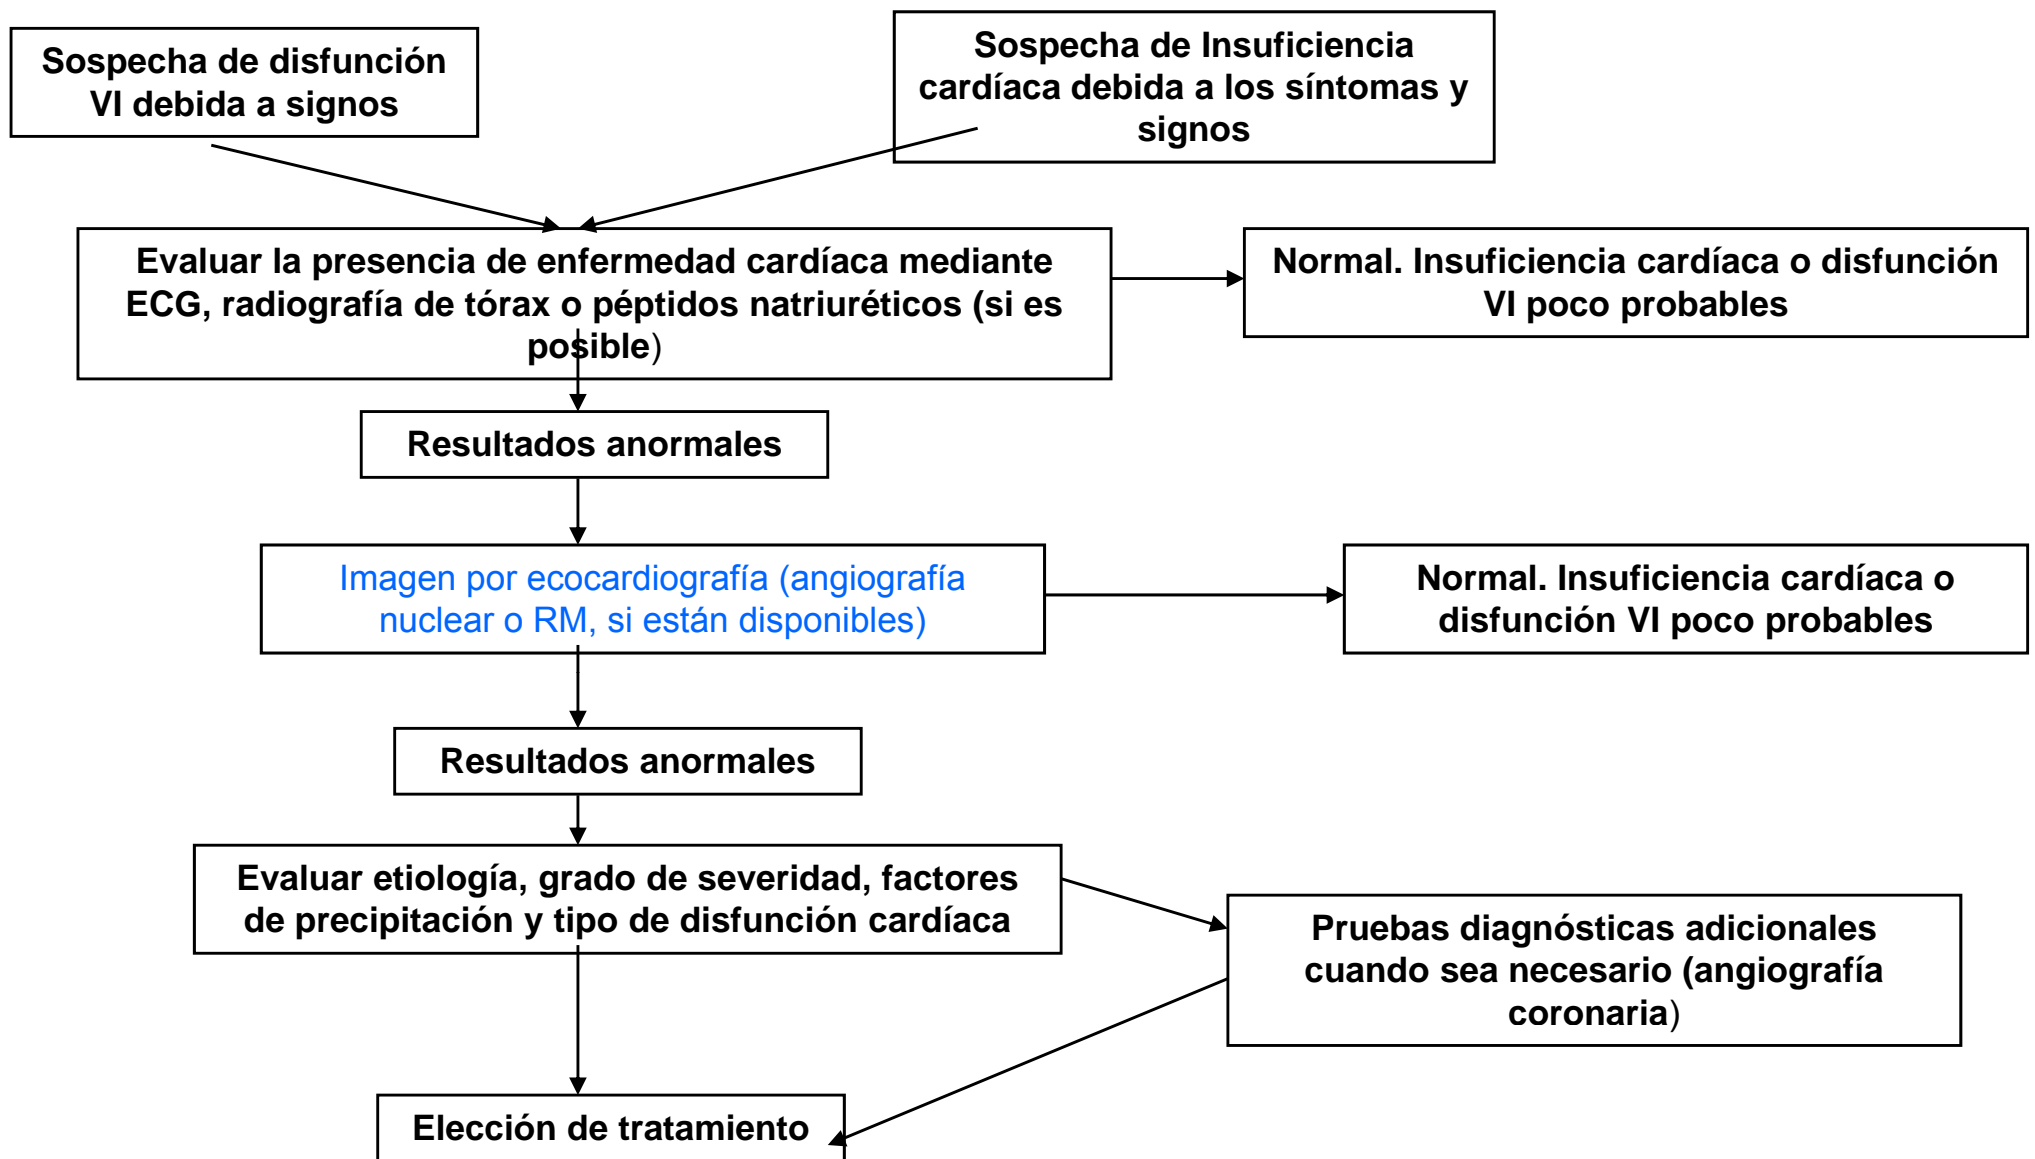 Sospecha de disfunción
VI debida a signos
Sospecha de Insuficiencia
cardíaca debida a los síntomas y
signos
Evaluar la presencia de enfermedad cardíaca mediante
ECG, radiografía de tórax o péptidos natriuréticos (si es
posible)
Normal. Insuficiencia cardíaca o disfunción
VI poco probables
Resultados anormales
Imagen por ecocardiografía (angiografía
nuclear o RM, si están disponibles)
Normal. Insuficiencia cardíaca o
disfunción VI poco probables
Resultados anormales
Evaluar etiología, grado de severidad, factores
de precipitación y tipo de disfunción cardíaca
Pruebas diagnósticas adicionales
cuando sea necesario (angiografía
coronaria)
Elección de tratamiento